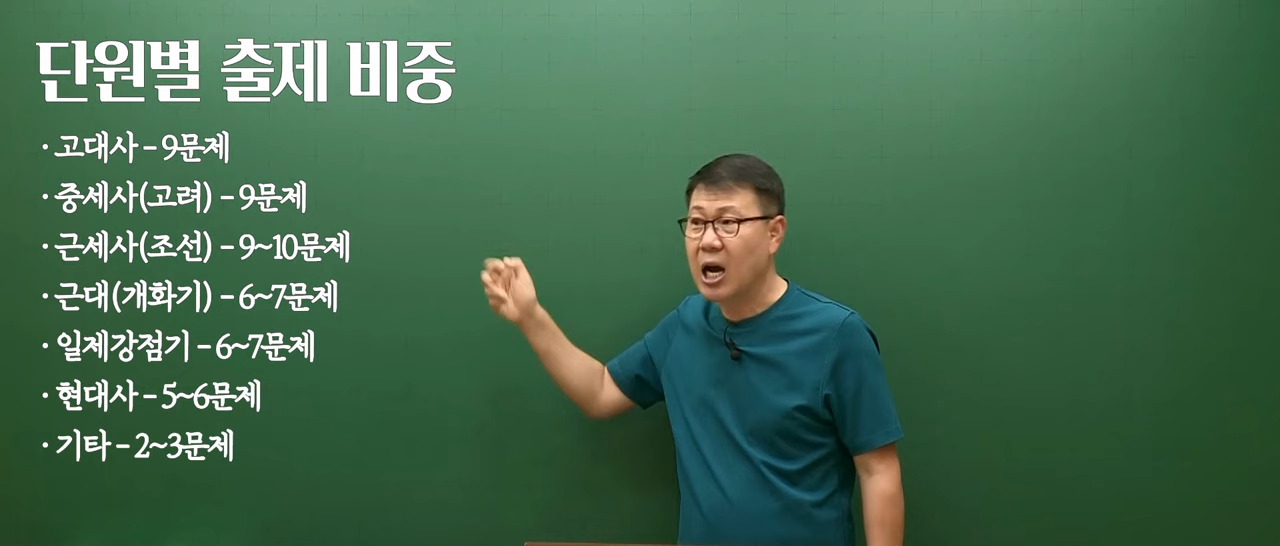 단원별 출제 비중
· 고대사 - 9문제
· 중세사(고려) - 9문제
· 근세사(조선) - 9~10문제
· 근대(개화기) - 6~7문제
· 일제강점기 - 6~7문제
· 현대사 - 5~6문제
· 기타 - 2~3문제